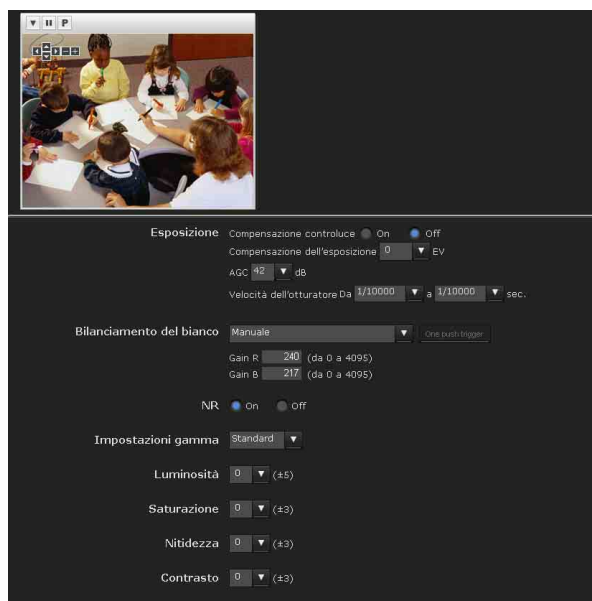 P
Esposizione Compensazione controluce On Off
Compensazione dell'esposizione 0 EV
AGC 42 dB
Velocità dell'otturatore Da 1/10000 a 1/10000 sec.
Bilanciamento del bianco Manuale One push trigger
Gain R 240 (da 0 a 4095)
Gain B 217 (da 0 a 4095)
NR On Off
Impostazioni gamma Standard
Luminosità 0 (±5)
Saturazione 0 (±3)
Nitidezza 0 (±3)
Contrasto 0 (±3)